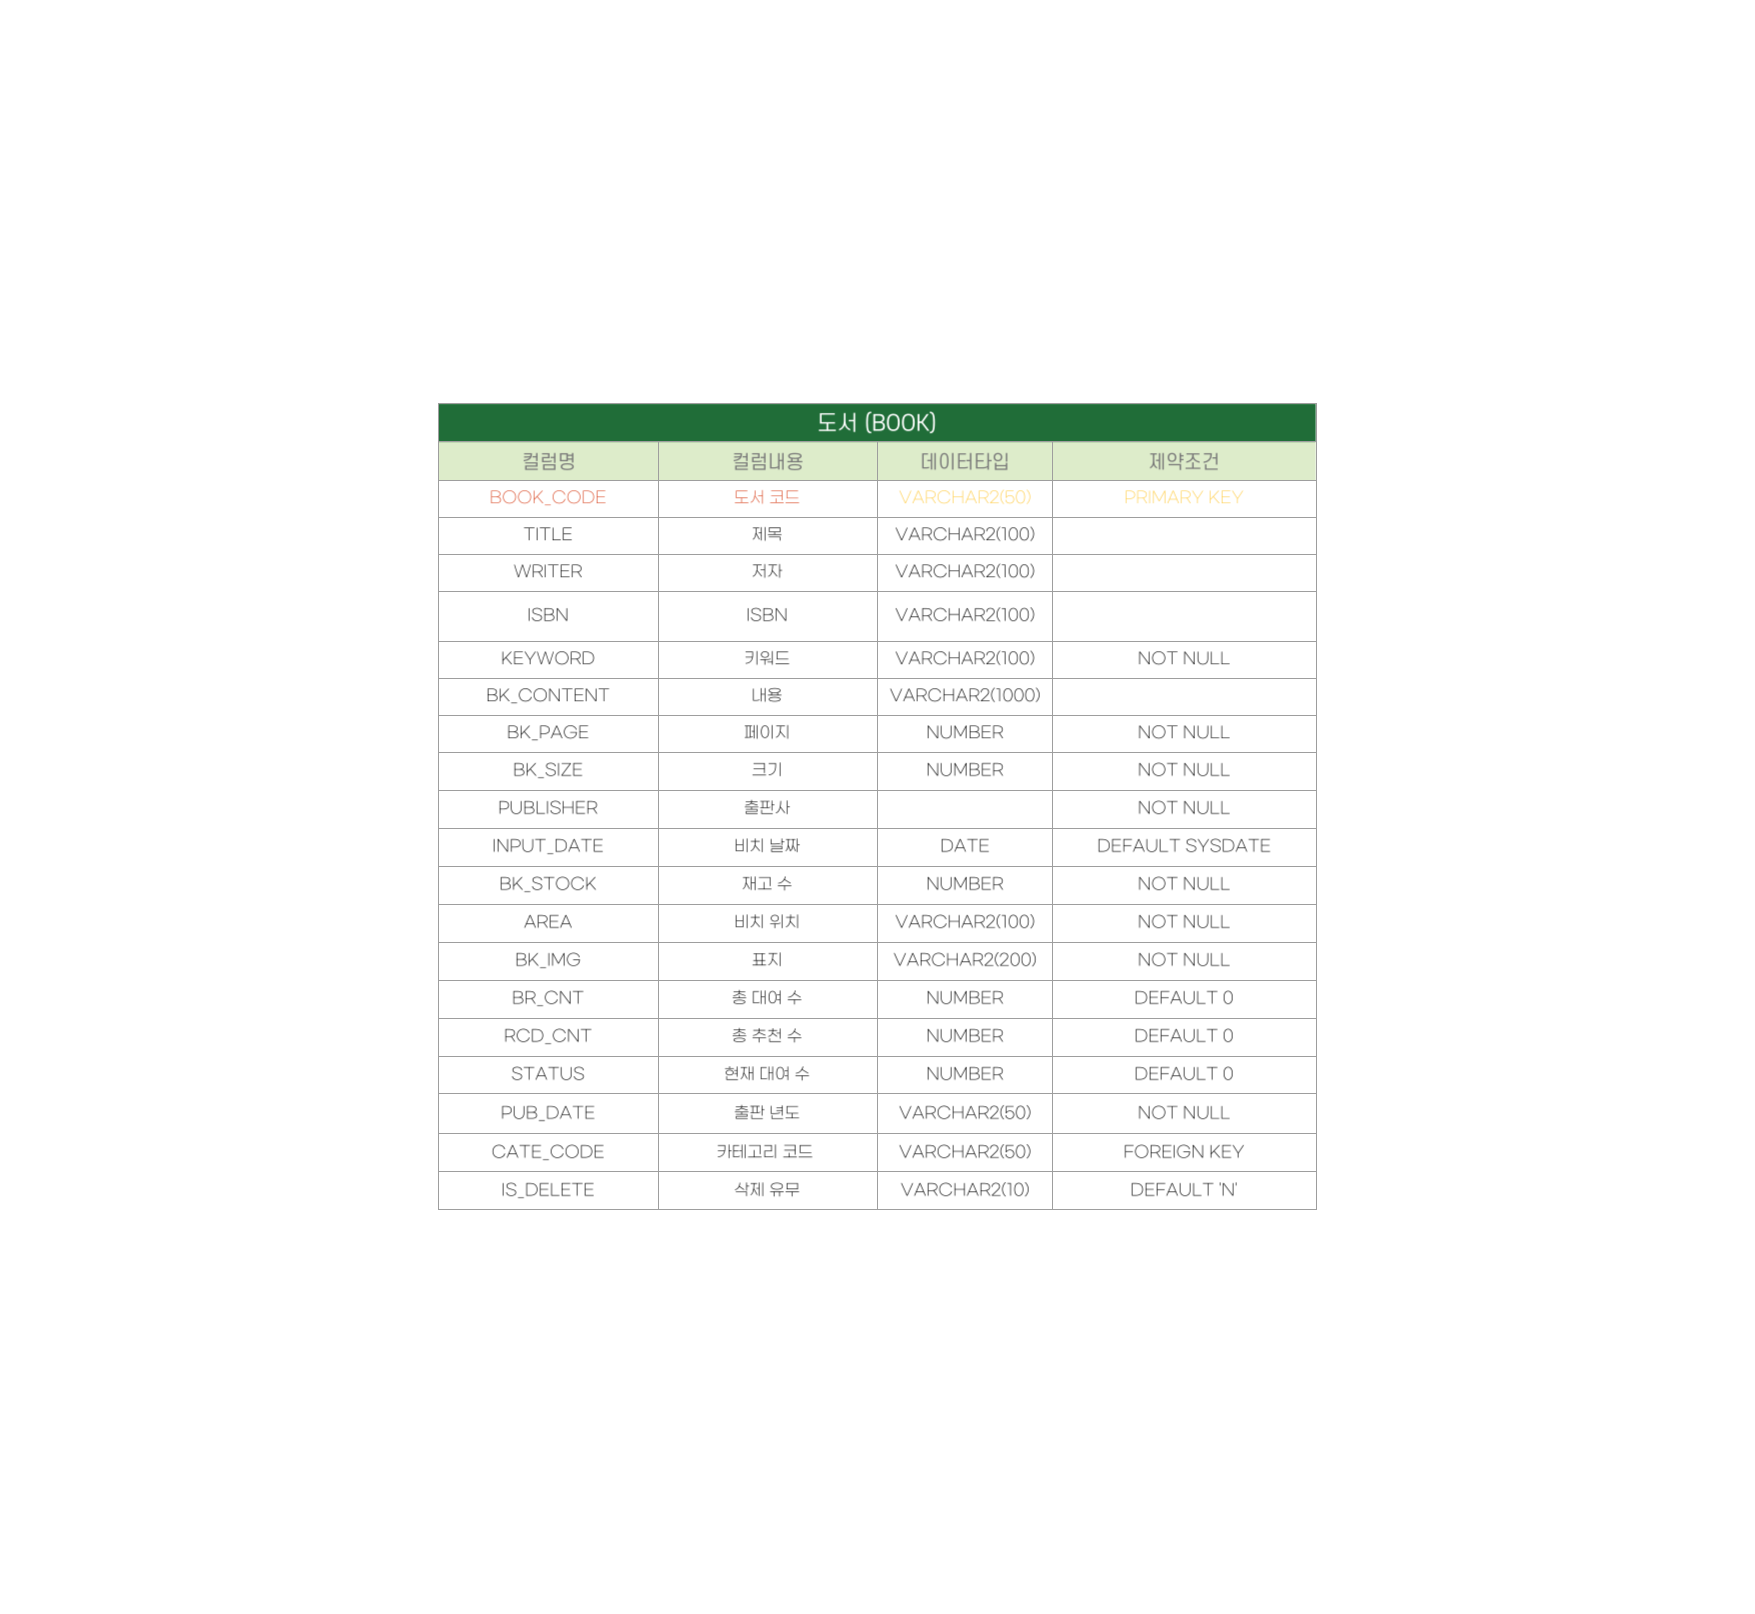 도서 (BOOK)
컬럼명 컬럼내용 데이터타입 제약조건
BOOK_CODE 도서 코드 VARCHAR2(50) PRIMARY KEY
TITLE 제목 VARCHAR2(100)
WRITER 저자 VARCHAR2(100)
ISBN ISBN VARCHAR2(100)
KEYWORD 키워드 VARCHAR2(100) NOT NULL
BK_CONTENT 내용 VARCHAR2(1000)
BK_PAGE 페이지 NUMBER NOT NULL
BK_SIZE 크기 NUMBER NOT NULL
PUBLISHER 출판사 NOT NULL
INPUT_DATE 비치 날짜 DATE DEFAULT SYSDATE
BK_STOCK 재고 수 NUMBER NOT NULL
AREA 비치 위치 VARCHAR2(100) NOT NULL
BK_IMG 표지 VARCHAR2(200) NOT NULL
BR_CNT 총 대여 수 NUMBER DEFAULT 0
RCD_CNT 총 추천 수 NUMBER DEFAULT 0
STATUS 현재 대여 수 NUMBER DEFAULT 0
PUB_DATE 출판 년도 VARCHAR2(50) NOT NULL
CATE_CODE 카테고리 코드 VARCHAR2(50) FOREIGN KEY
IS_DELETE 삭제 유무 VARCHAR2(10) DEFAULT 'N'